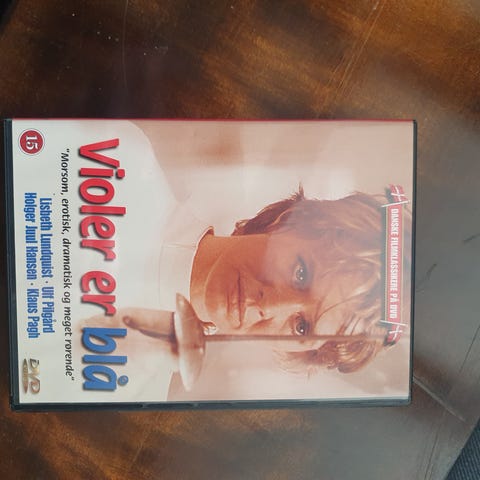 DANSKE FILMKLASSIKERE PÅ DVD
15
Violer er blå
"Morsom, erotisk, dramatisk og meget rørende"
Lisbeth Lundquist · Ulf Pilgård
Holger Juul Hansen · Klaus Pagh
DVD